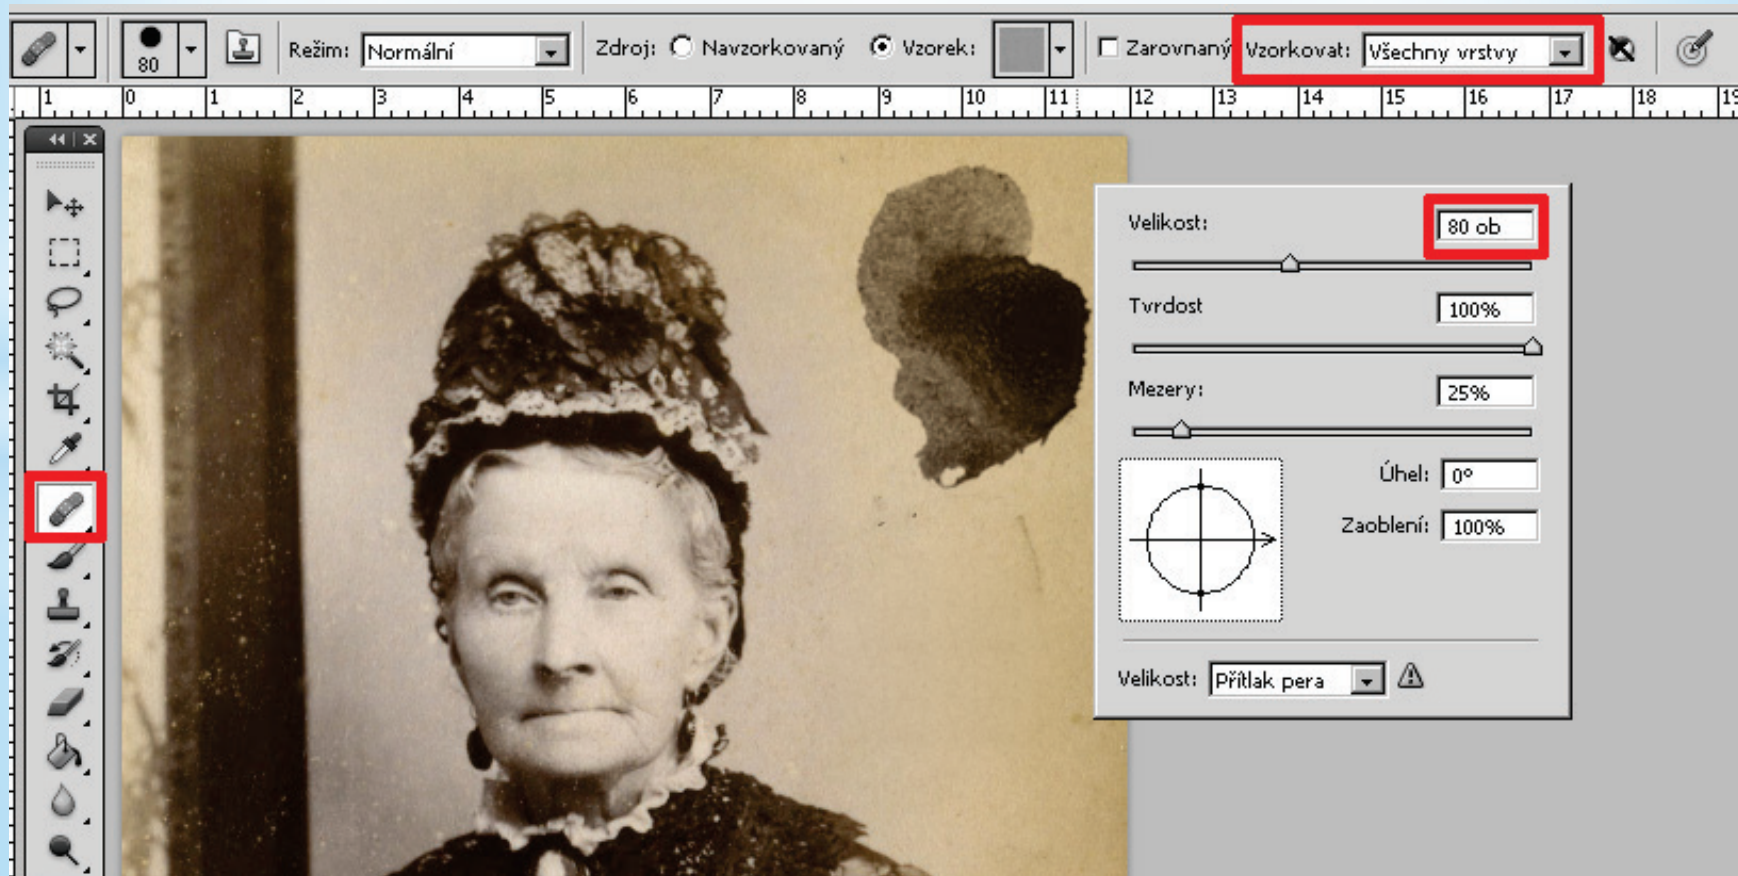 80
Režim: Normální
Zdroj: Navzorkovaný Vzorek:
Zarovnaný Vzorkovat: Všechny vrstvy
1 0 1 2 3 4 5 6 7 8 9 10 11 12 13 14 15 16 17 18 19
Velikost: 80 ob
Tvrdost 100%
Mezery: 25%
Úhel: 0°
Zaoblení: 100%
Velikost: Přítlak pera